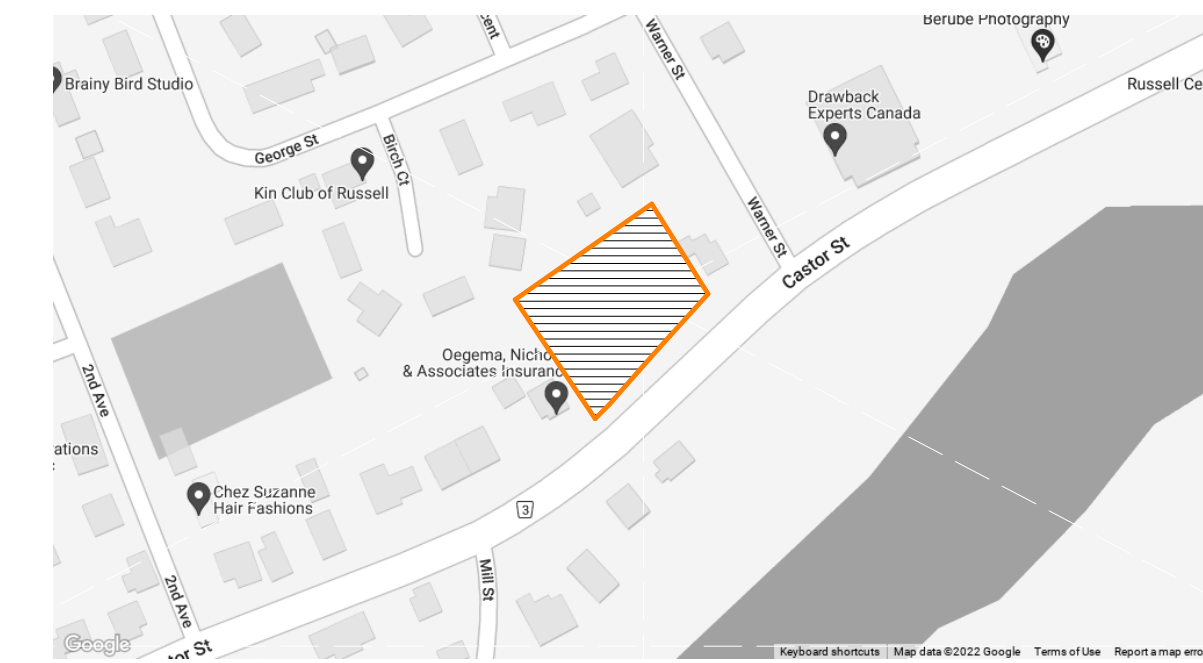 Berube Photography
Warner St
Brainy Bird Studio
Russell Ce
Drawback
Experts Canada
George St
Birch Ct
Kin Club of Russell
Warner St
Castor St
Oegema, Nicho
& Associates Insuranc
2nd Ave
ations
Chez Suzanne
Hair Fashions
3
Mill St
2nd Ave
tor St
Google
Keyboard shortcuts
Map data ©2022 Google
Terms of Use
Report a map err